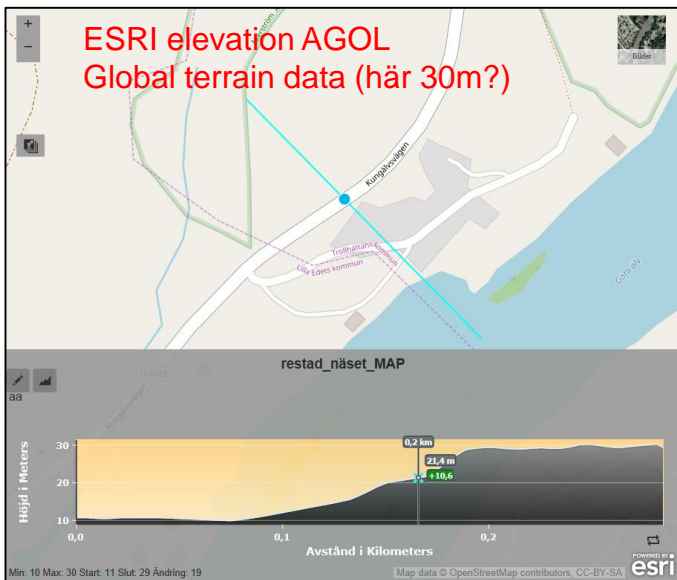 +
−
ESRI elevation AGOL
Global terrain data (här 30m?)
Bilder
Kungälvsvägen
Trollhättans kommun
Lilla Edets kommun
Göta älv
restad_näset_MAP
aa
Kungälvsvägen
0,2 km
21,4 m
+10,6
Höjd i Meters
30
20
10
0,0
0,1
0,2
Avstånd i Kilometers
Min: 10 Max: 30 Start: 11 Slut: 29 Ändring: 19
Map data © OpenStreetMap contributors, CC-BY-SA
POWERED BY
esri